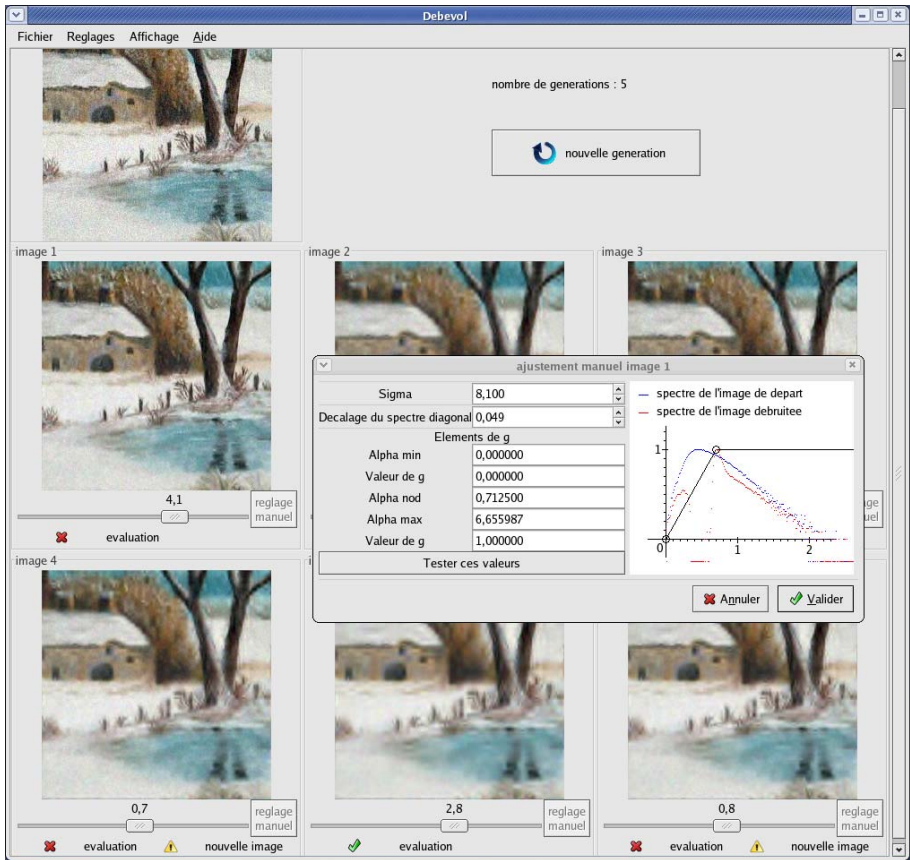 Debevol
Fichier Reglages Affichage Aide
nombre de generations : 5
nouvelle generation
image 1
image 2
image 3
ajustement manuel image 1
Sigma 8,100
Decalage du spectre diagonal 0,049
Elements de g
Alpha min 0,000000
Valeur de g 0,000000
Alpha nod 0,712500
Alpha max 6,655987
Valeur de g 1,000000
Tester ces valeurs
spectre de l'image de depart
spectre de l'image debruitee
1
0 1 2
Annuler Valider
4,1
reglage
manuel
evaluation
image 4
0,7
reglage
manuel
evaluation nouvelle image
2,8
reglage
manuel
evaluation
0,8
reglage
manuel
evaluation nouvelle image